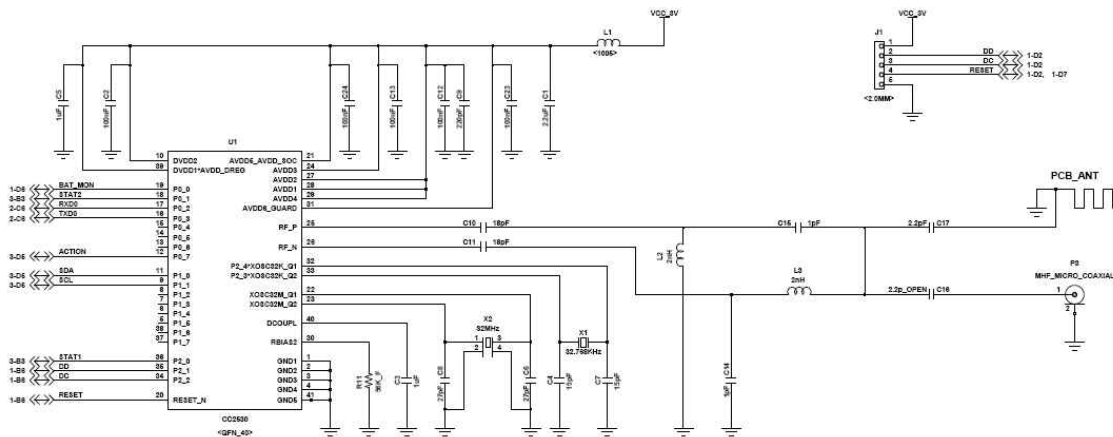 VCC_3V
L1
<1005>
VCC_3V
J1
1
2
3
4
5
DD
DC
RESET
1-D2
1-D2
1-D2, 1-D7
<2.0MM>
C5
1uF
C2
100nF
C24
100nF
C13
100nF
C12
100nF
C9
220pF
C23
100nF
C1
2.2uF
U1
10 DVDD2
39 DVDD1*AVDD_DREG
1-D6 BAT_MON 19 P0_0
3-B3 STAT2 18 P0_1
2-C6 RXD0 17 P0_2
2-C6 TXD0 16 P0_3
15 P0_4
14 P0_5
13 P0_6
3-D5 ACTION 12 P0_7
3-D5 SDA 11 P1_0
3-D5 SCL 9 P1_1
8 P1_2
7 P1_3
6 P1_4
5 P1_5
38 P1_6
37 P1_7
3-B3 STAT1 36 P2_0
1-B6 DD 35 P2_1
1-B6 DC 34 P2_2
1-B6 RESET 20 RESET_N
AVDD5_AVDD_SOC 21
AVDD3 24
AVDD2 27
AVDD1 28
AVDD4 29
AVDD6_GUARD 31
RF_P 25
RF_N 26
P2_4*XOSC32K_Q1 32
P2_3*XOSC32K_Q2 33
XOSC32M_Q1 22
XOSC32M_Q2 23
DCOUPL 40
RBIAS2 30
GND1 1
GND2 2
GND3 3
GND4 4
GND5 41
CC2530
<QFN_40>
C10 18pF
C11 18pF
L2
2nH
C15 1pF
2.2pF C17
PCB_ANT
L3
2nH
2.2p_OPEN C16
P3
MHF_MICRO_COAXIAL
1
2
C14
1pF
X2
32MHz
1 3
2 4
X1
32.768KHz
R11
56K_F
C3
1uF
C8
27pF
C6
27pF
C4
15pF
C7
15pF